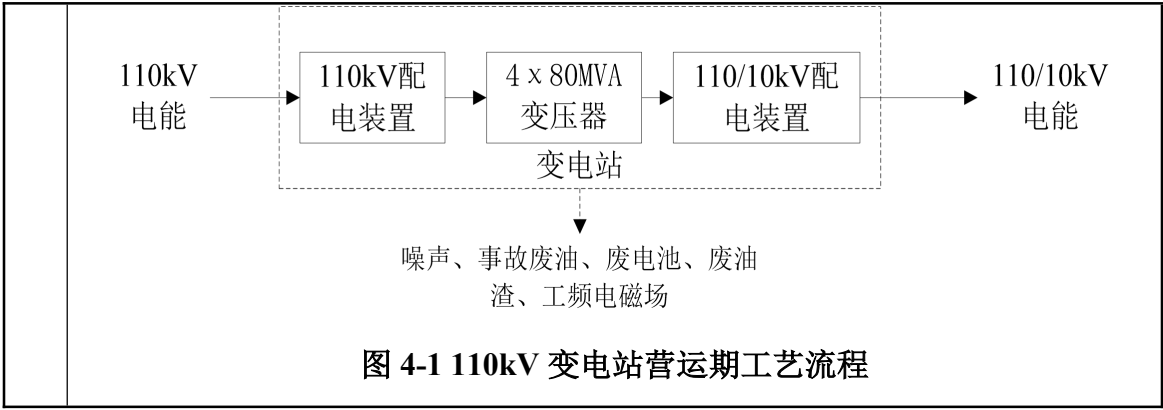 110kV
电能
110kV配
电装置
4×80MVA
变压器
110/10kV配
电装置
110/10kV
电能
变电站
噪声、事故废油、废电池、废油
渣、工频电磁场
图 4-1 110kV 变电站营运期工艺流程